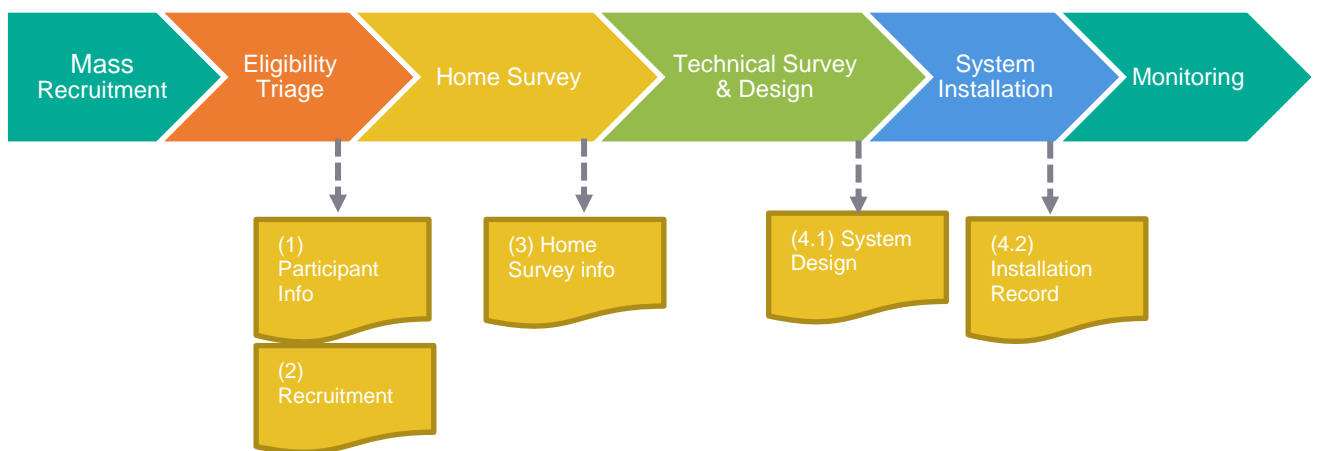 Mass
Recruitment
Eligibility
Triage
Home Survey
Technical Survey
& Design
System
Installation
Monitoring
(1)
Participant
Info
(2)
Recruitment
(3) Home
Survey info
(4.1) System
Design
(4.2)
Installation
Record